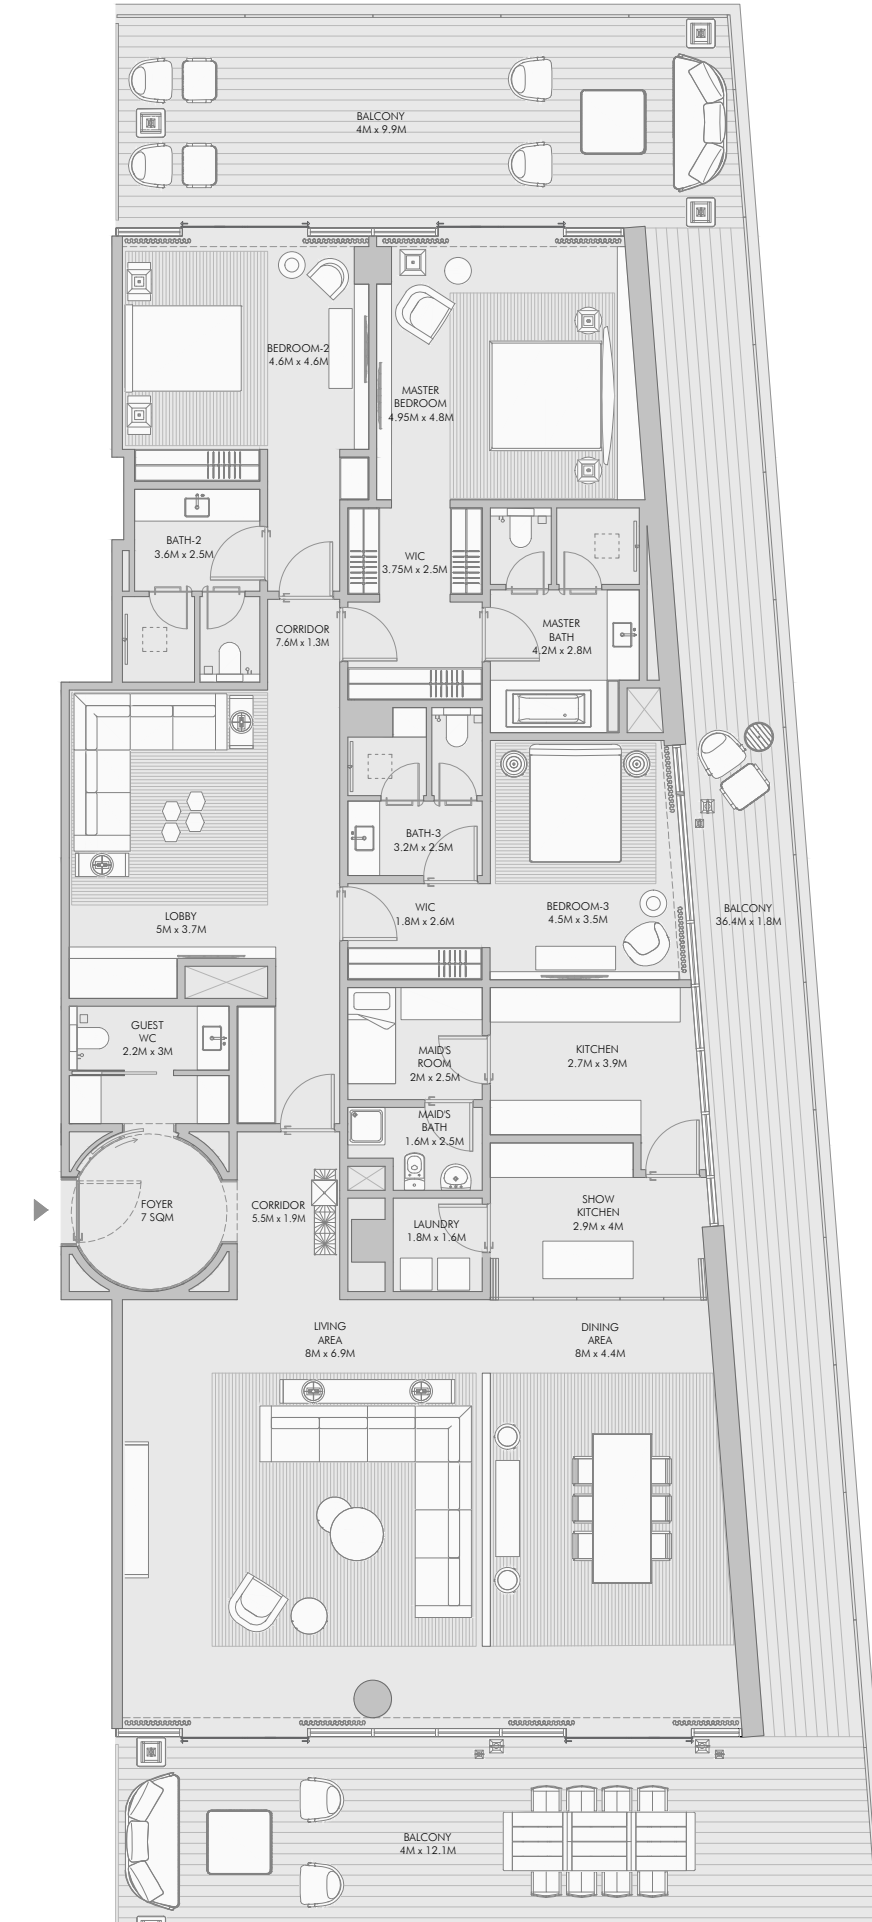 BALCONY
4M x 9.9M
BEDROOM-2
4.6M x 4.6M
MASTER
BEDROOM
4.95M x 4.8M
BATH-2
3.6M x 2.5M
WIC
3.75M x 2.5M
CORRIDOR
7.6M x 1.3M
MASTER
BATH
4.2M x 2.8M
BATH-3
3.2M x 2.5M
LOBBY
5M x 3.7M
WIC
1.8M x 2.6M
BEDROOM-3
4.5M x 3.5M
BALCONY
36.4M x 1.8M
GUEST
WC
2.2M x 3M
MAID'S
ROOM
2M x 2.5M
KITCHEN
2.7M x 3.9M
MAID'S
BATH
1.6M x 2.5M
FOYER
7 SQM
CORRIDOR
5.5M x 1.9M
LAUNDRY
1.8M x 1.6M
SHOW
KITCHEN
2.9M x 4M
LIVING
AREA
8M x 6.9M
DINING
AREA
8M x 4.4M
BALCONY
4M x 12.1M